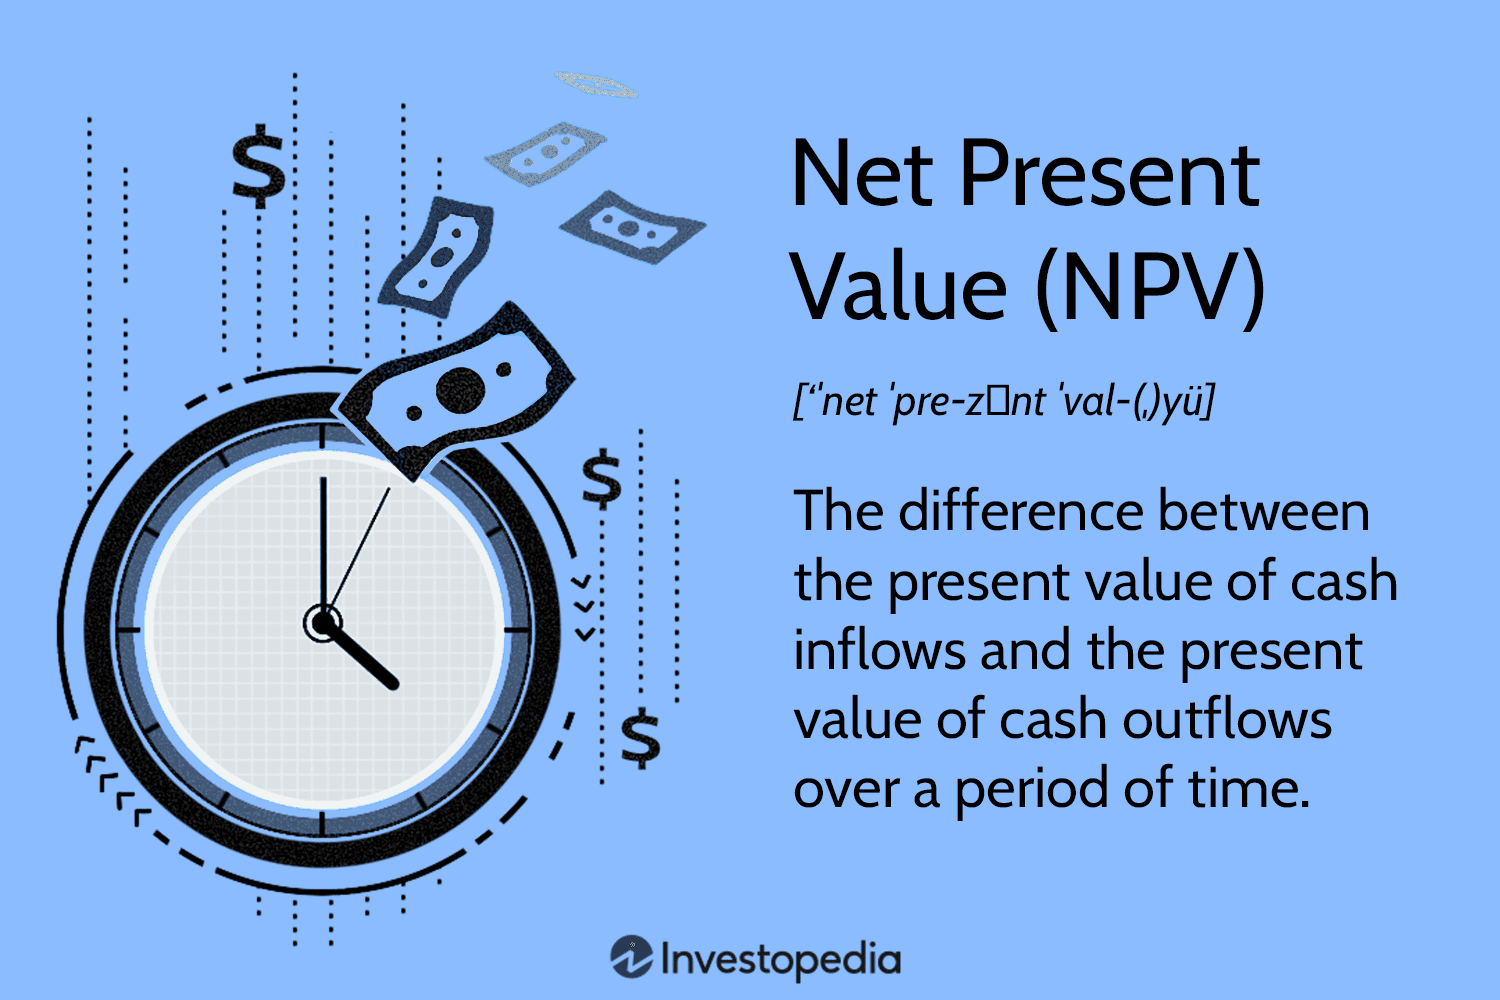 $
Net Present
Value (NPV)
[ʽˈnet ˈpre-z▯nt ˈval-(ˌ)yü]
$
The difference between
the present value of cash
inflows and the present
value of cash outflows
over a period of time.
$
Investopedia